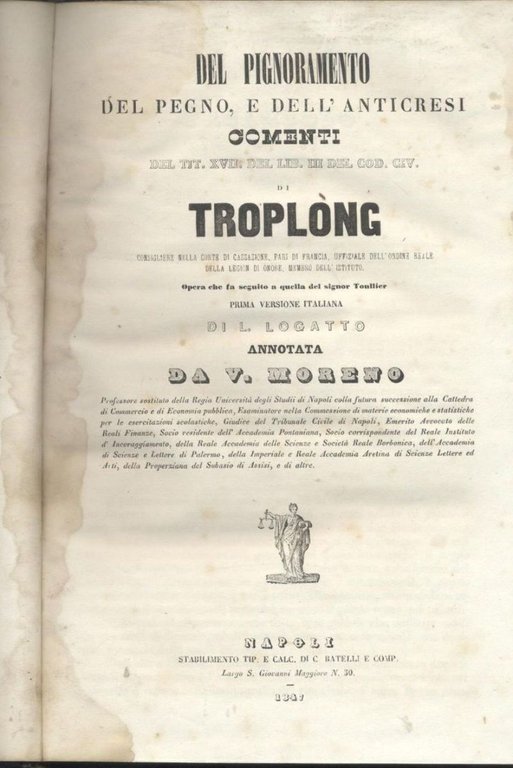 DEL PIGNORAMENTO
DEL PEGNO, E DELL'ANTICRESI
COMENTI
DEL TIT. XVII DEL LIB. III DEL COD. CIV.
DI
TROPLÒNG
CONSIGLIERE NELLA CORTE DI CASSAZIONE, PARI DI FRANCIA, UFFIZIALE DELL'ORDINE REALE
DELLA LEGION DI ONORE, MEMBRO DELL'ISTITUTO.
Opera che fa seguito a quella del signor Toullier
PRIMA VERSIONE ITALIANA
DI L. LOGATTO
ANNOTATA
DA V. MORENO
Professore sostituto della Regia Università degli Studii di Napoli colla futura successione alla Cattedra
di Commercio e di Economia pubblica, Esaminatore nella Commessione di materie economiche e statistiche
per le esercitazioni scolastiche, Giudice del Tribunale Civile di Napoli, Emerito Avvocato delle
Reali Finanze, Socio residente dell'Accademia Pontaniana, Socio corrispondente del Reale Instituto
d'Incoraggiamento, della Reale Accademia delle Scienze e Società Reale Borbonica, dell'Accademia
di Scienze e Lettere di Palermo, della Imperiale e Reale Accademia Aretina di Scienze Lettere ed
Arti, della Properziana del Subasio di Assisi, e di altre.
NAPOLI
STABILIMENTO TIP. E CALC. DI C. BATELLI E COMP.
Largo S. Giovanni Maggiore N. 30.
1847